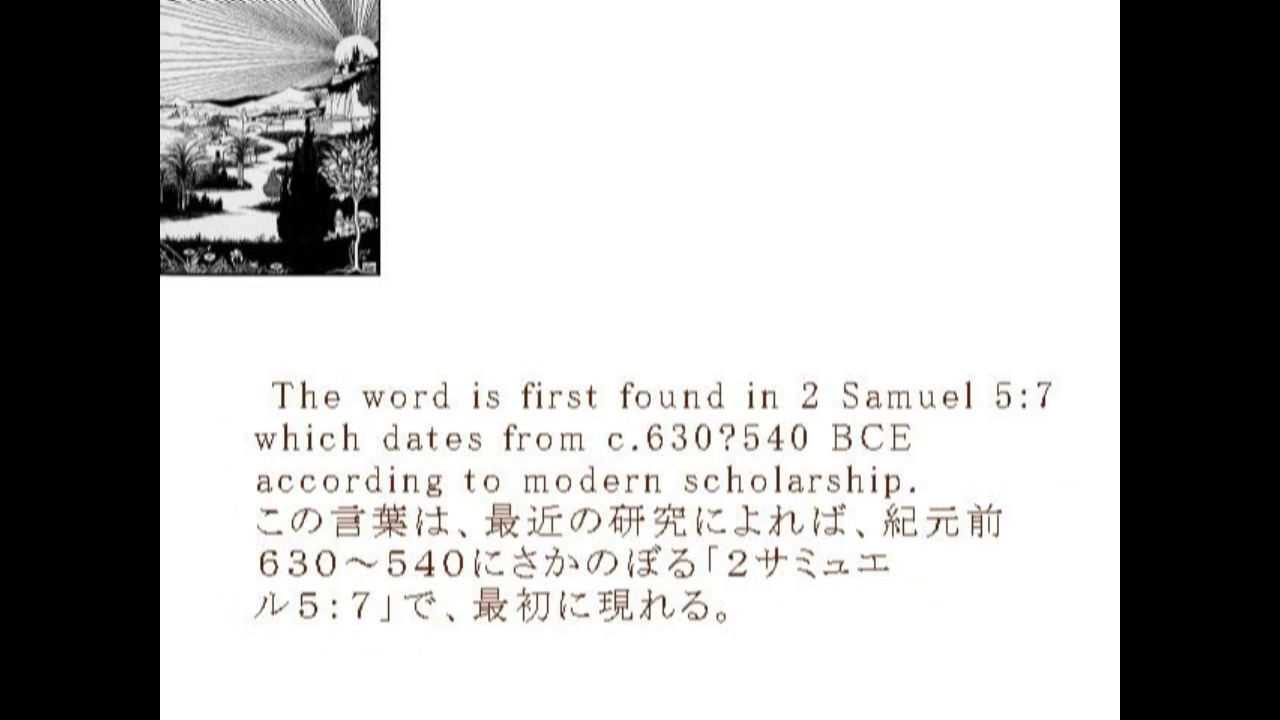 The word is first found in 2 Samuel 5:7
which dates from c.630?540 BCE
according to modern scholarship.
この言葉は、最近の研究によれば、紀元前
６３０～５４０にさかのぼる「２サミュエ
ル５：７」で、最初に現れる。